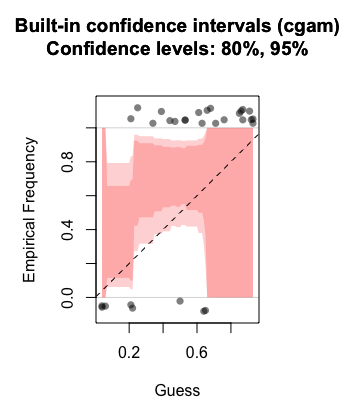 Built-in confidence intervals (cgam)
Confidence levels: 80%, 95%
Empirical Frequency
0.8
0.4
0.0
0.2
0.6
Guess